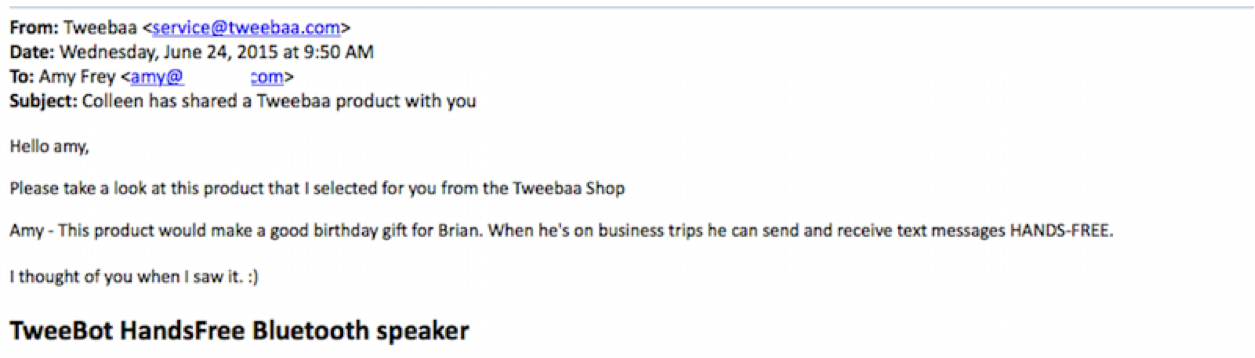 From: Tweebaa <service@tweebaa.com>
Date: Wednesday, June 24, 2015 at 9:50 AM
To: Amy Frey <amy@ com>
Subject: Colleen has shared a Tweebaa product with you
Hello amy,
Please take a look at this product that I selected for you from the Tweebaa Shop
Amy - This product would make a good birthday gift for Brian. When he's on business trips he can send and receive text messages HANDS-FREE.
I thought of you when I saw it. :)
TweeBot HandsFree Bluetooth speaker